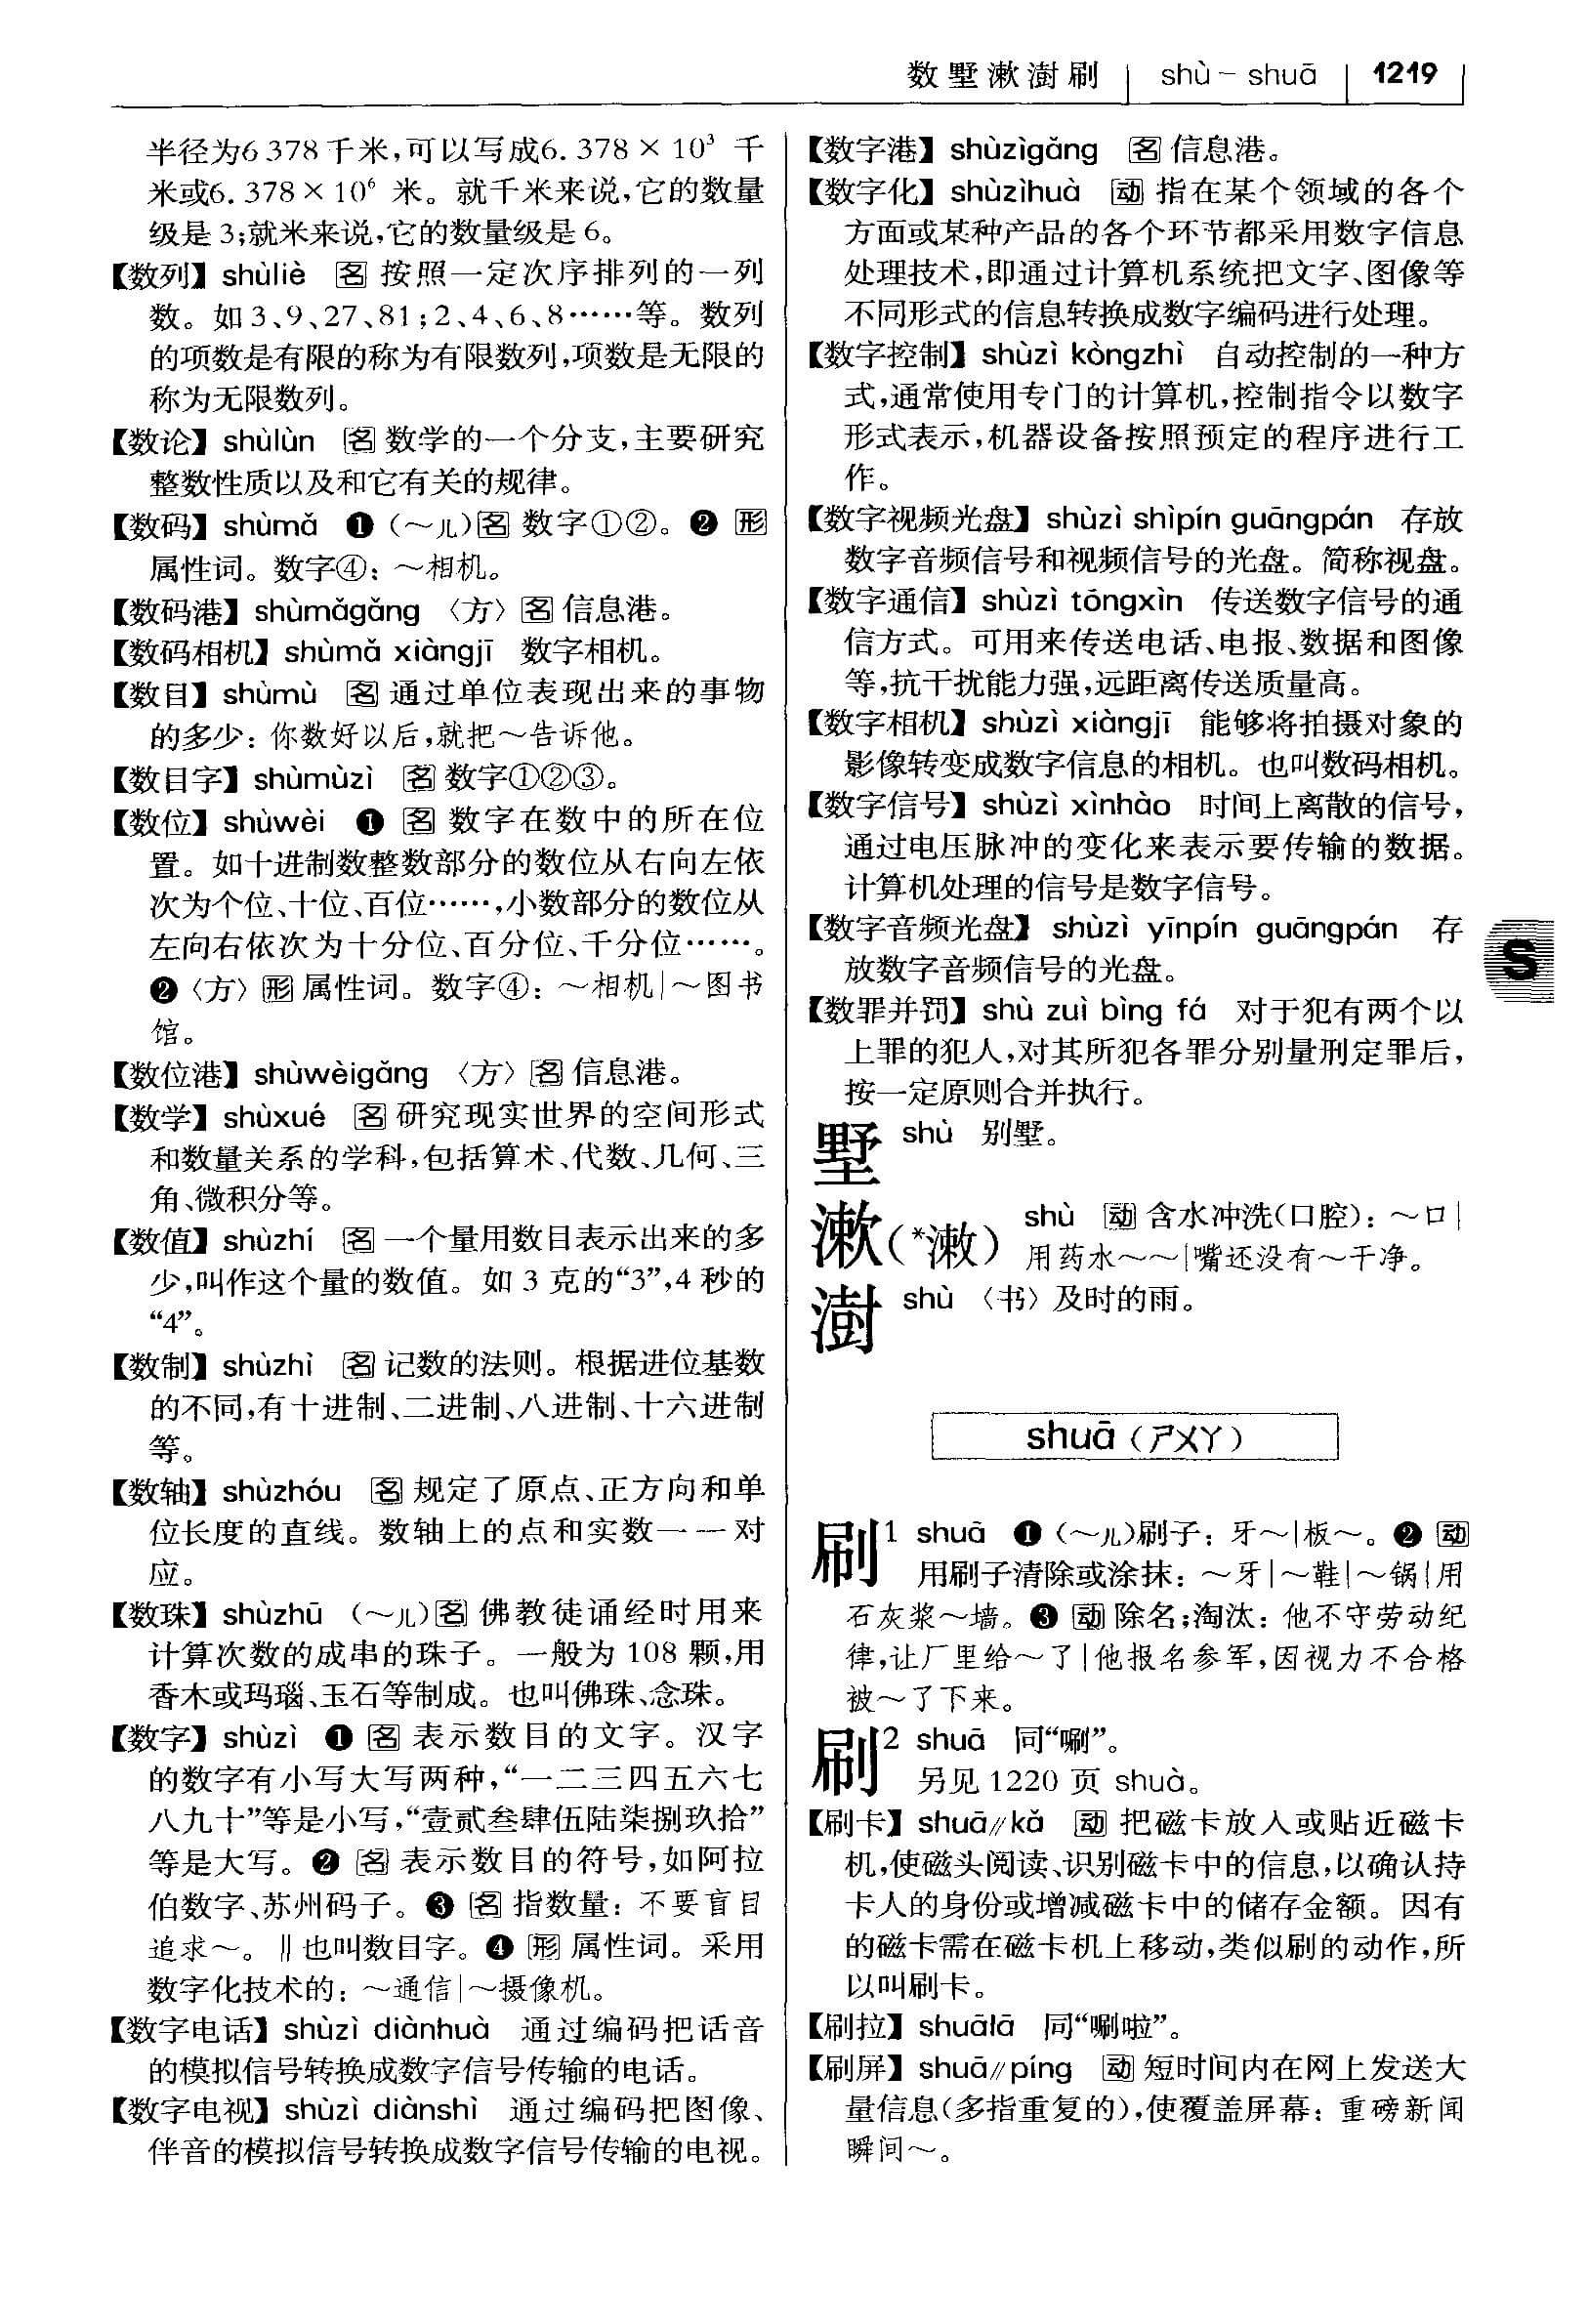 数墅漱澍刷 shù－shuā 1219
半径为6 378千米,可以写成6. 378 × 10³ 千
米或6. 378 × 10⁶ 米。就千米来说,它的数量
级是3;就米来说,它的数量级是6。
【数列】shùliè 名 按照一定次序排列的一列
数。如3、9、27、81;2、4、6、8……等。数列
的项数是有限的称为有限数列,项数是无限的
称为无限数列。
【数论】shùlùn 名 数学的一个分支,主要研究
整数性质以及和它有关的规律。
【数码】shùmǎ ❶(～儿)名 数字①②。❷ 形
属性词。数字④：～相机。
【数码港】shùmǎgǎng 〈方〉名 信息港。
【数码相机】shùmǎ xiàngjī 数字相机。
【数目】shùmù 名 通过单位表现出来的事物
的多少：你数好以后,就把～告诉他。
【数目字】shùmùzì 名 数字①②③。
【数位】shùwèi ❶ 名 数字在数中的所在位
置。如十进制数整数部分的数位从右向左依
次为个位、十位、百位……,小数部分的数位从
左向右依次为十分位、百分位、千分位……。
❷〈方〉形 属性词。数字④：～相机|～图书
馆。
【数位港】shùwèigǎng 〈方〉名 信息港。
【数学】shùxué 名 研究现实世界的空间形式
和数量关系的学科,包括算术、代数、几何、三
角、微积分等。
【数值】shùzhí 名 一个量用数目表示出来的多
少,叫作这个量的数值。如 3 克的“3”,4 秒的
“4”。
【数制】shùzhì 名 记数的法则。根据进位基数
的不同,有十进制、二进制、八进制、十六进制
等。
【数轴】shùzhóu 名 规定了原点、正方向和单
位长度的直线。数轴上的点和实数一一对
应。
【数珠】shùzhū (～儿)名 佛教徒诵经时用来
计算次数的成串的珠子。一般为 108 颗,用
香木或玛瑙、玉石等制成。也叫佛珠、念珠。
【数字】shùzì ❶ 名 表示数目的文字。汉字
的数字有小写大写两种,“一二三四五六七
八九十”等是小写,“壹贰叁肆伍陆柒捌玖拾”
等是大写。❷ 名 表示数目的符号,如阿拉
伯数字、苏州码子。❸ 名 指数量：不要盲目
追求～。‖也叫数目字。❹ 形 属性词。采用
数字化技术的：～通信|～摄像机。
【数字电话】shùzì diànhuà 通过编码把话音
的模拟信号转换成数字信号传输的电话。
【数字电视】shùzì diànshì 通过编码把图像、
伴音的模拟信号转换成数字信号传输的电视。
【数字港】shùzìgǎng 名 信息港。
【数字化】shùzìhuà 动 指在某个领域的各个
方面或某种产品的各个环节都采用数字信息
处理技术,即通过计算机系统把文字、图像等
不同形式的信息转换成数字编码进行处理。
【数字控制】shùzì kòngzhì 自动控制的一种方
式,通常使用专门的计算机,控制指令以数字
形式表示,机器设备按照预定的程序进行工
作。
【数字视频光盘】shùzì shìpín guāngpán 存放
数字音频信号和视频信号的光盘。简称视盘。
【数字通信】shùzì tōngxìn 传送数字信号的通
信方式。可用来传送电话、电报、数据和图像
等,抗干扰能力强,远距离传送质量高。
【数字相机】shùzì xiàngjī 能够将拍摄对象的
影像转变成数字信息的相机。也叫数码相机。
【数字信号】shùzì xìnhào 时间上离散的信号,
通过电压脉冲的变化来表示要传输的数据。
计算机处理的信号是数字信号。
【数字音频光盘】shùzì yīnpín guāngpán 存
放数字音频信号的光盘。
【数罪并罚】shù zuì bìng fá 对于犯有两个以
上罪的犯人,对其所犯各罪分别量刑定罪后,
按一定原则合并执行。
墅 shù 别墅。
漱(*潄) shù 动 含水冲洗(口腔)：～口|
用药水～～|嘴还没有～干净。
澍 shù 〈书〉及时的雨。
shuā (ㄕㄨㄚ)
刷1 shuā ❶(～儿)刷子：牙～|板～。❷ 动
用刷子清除或涂抹：～牙|～鞋|～锅|用
石灰浆～墙。❸ 动 除名;淘汰：他不守劳动纪
律,让厂里给～了|他报名参军,因视力不合格
被～了下来。
刷2 shuā 同“唰”。
另见 1220 页 shuà。
【刷卡】shuā//kǎ 动 把磁卡放入或贴近磁卡
机,使磁头阅读、识别磁卡中的信息,以确认持
卡人的身份或增减磁卡中的储存金额。因有
的磁卡需在磁卡机上移动,类似刷的动作,所
以叫刷卡。
【刷拉】shuālā 同“唰啦”。
【刷屏】shuā//píng 动 短时间内在网上发送大
量信息(多指重复的),使覆盖屏幕：重磅新闻
瞬间～。
S